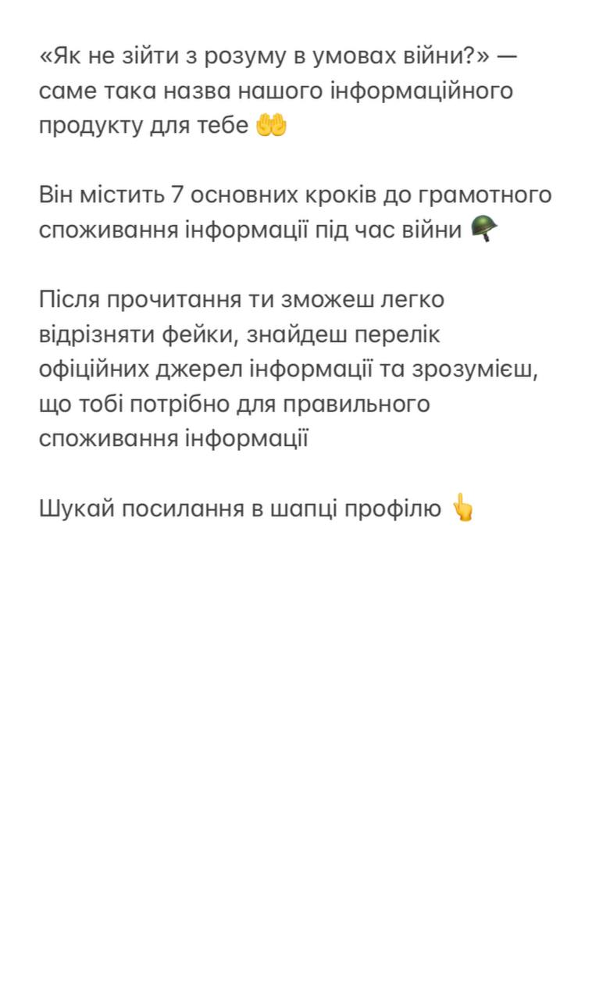 «Як не зійти з розуму в умовах війни?» —
саме така назва нашого інформаційного
продукту для тебе 🤲
Він містить 7 основних кроків до грамотного
споживання інформації під час війни 🪖
Після прочитання ти зможеш легко
відрізняти фейки, знайдеш перелік
офіційних джерел інформації та зрозумієш,
що тобі потрібно для правильного
споживання інформації
Шукай посилання в шапці профілю 👆